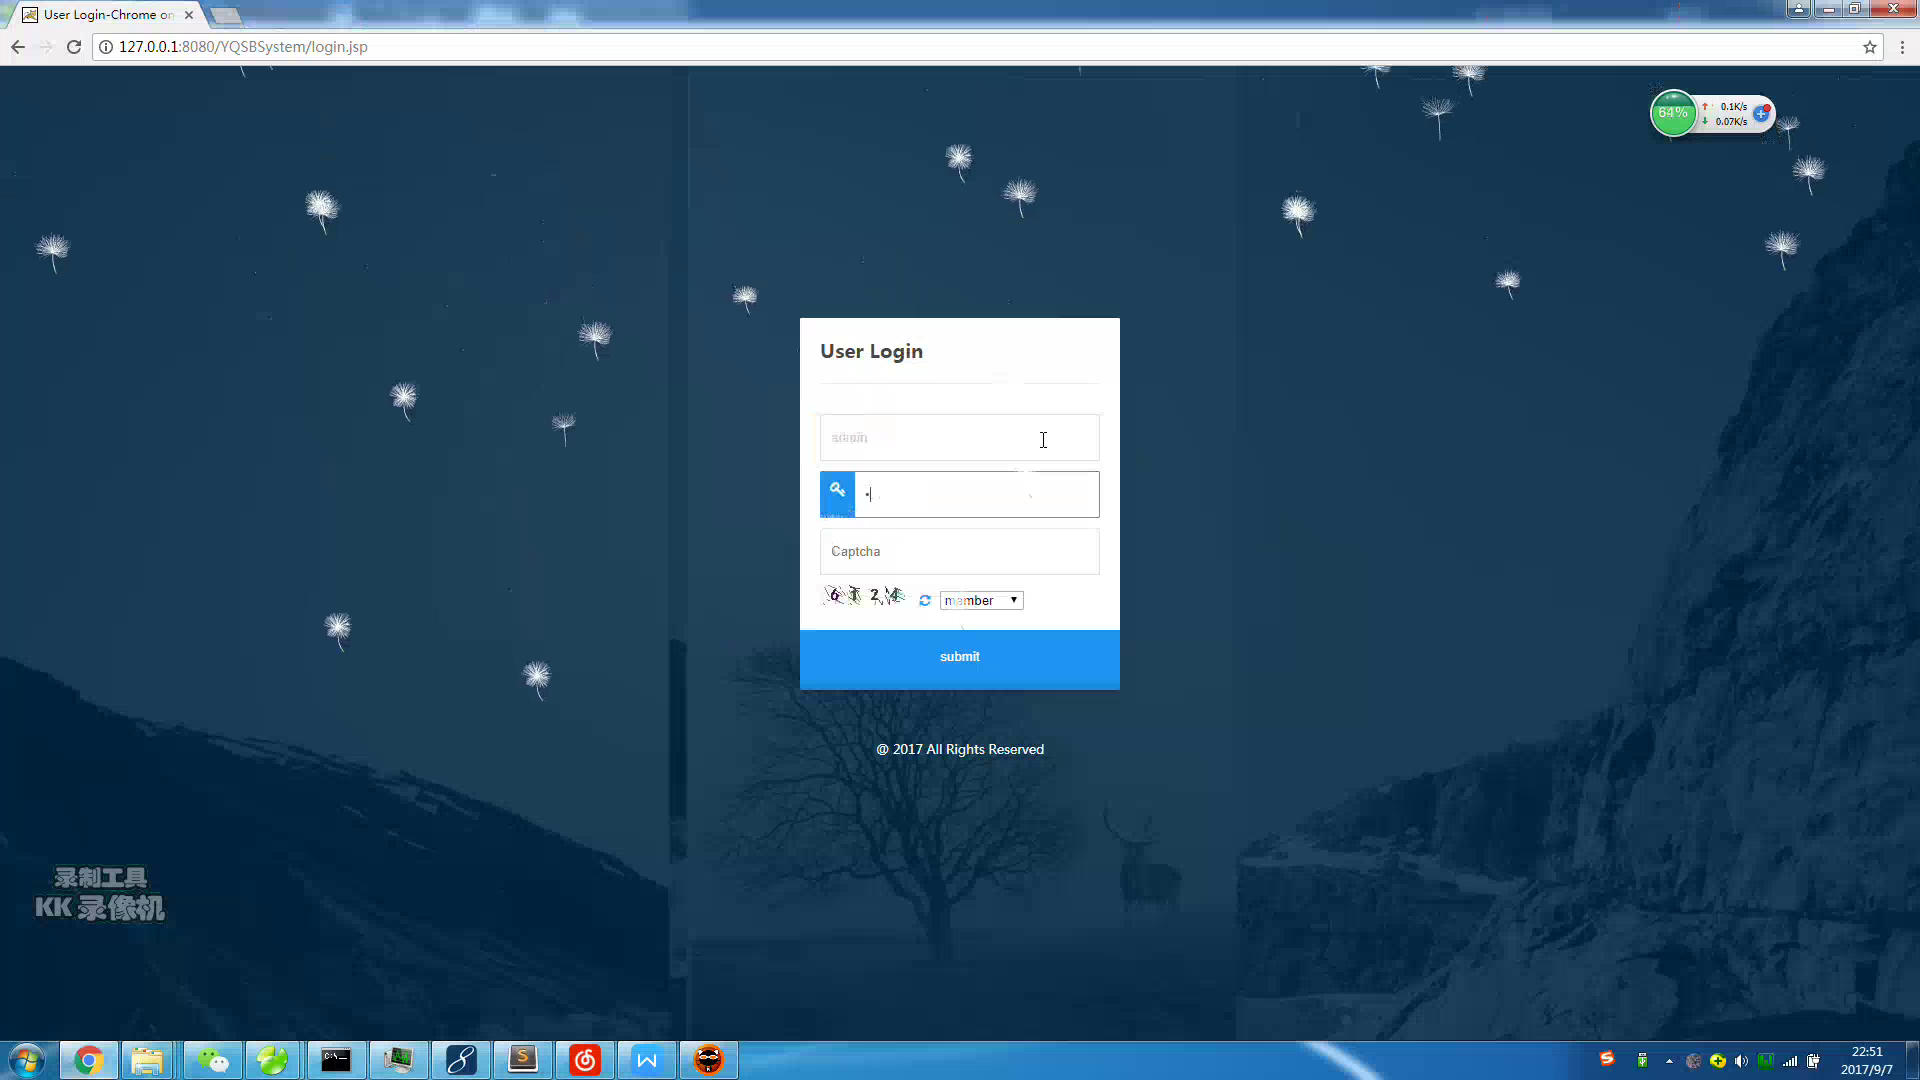 User Login-Chrome on
127.0.0.1:8080/YQSBSystem/login.jsp
64%
0.1K/s
0.07K/s
User Login
admin
Captcha
6 1 2 4
member
submit
@ 2017 All Rights Reserved
录制工具
KK 录像机
22:51
2017/9/7